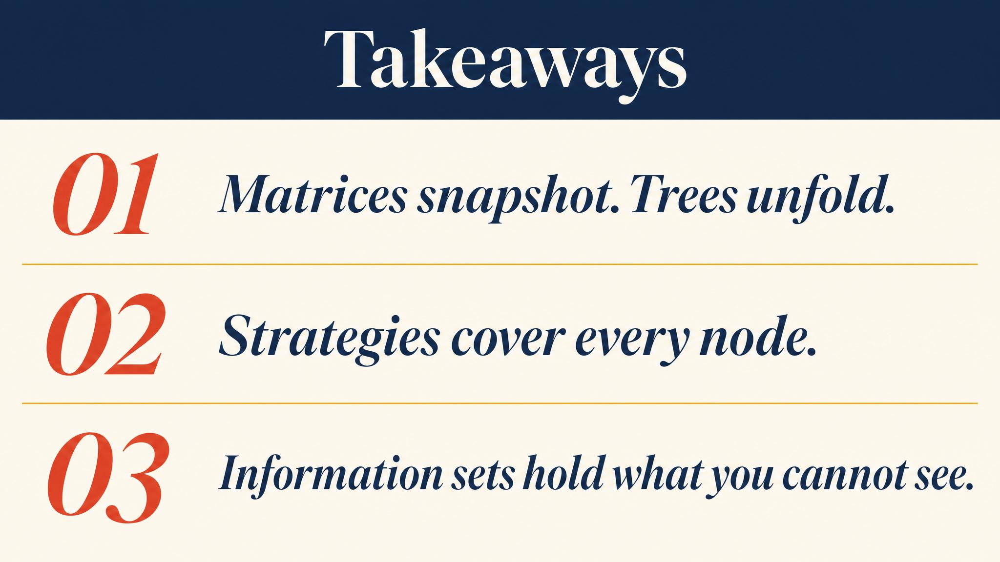 Takeaways
01 Matrices snapshot. Trees unfold.
02 Strategies cover every node.
03 Information sets hold what you cannot see.